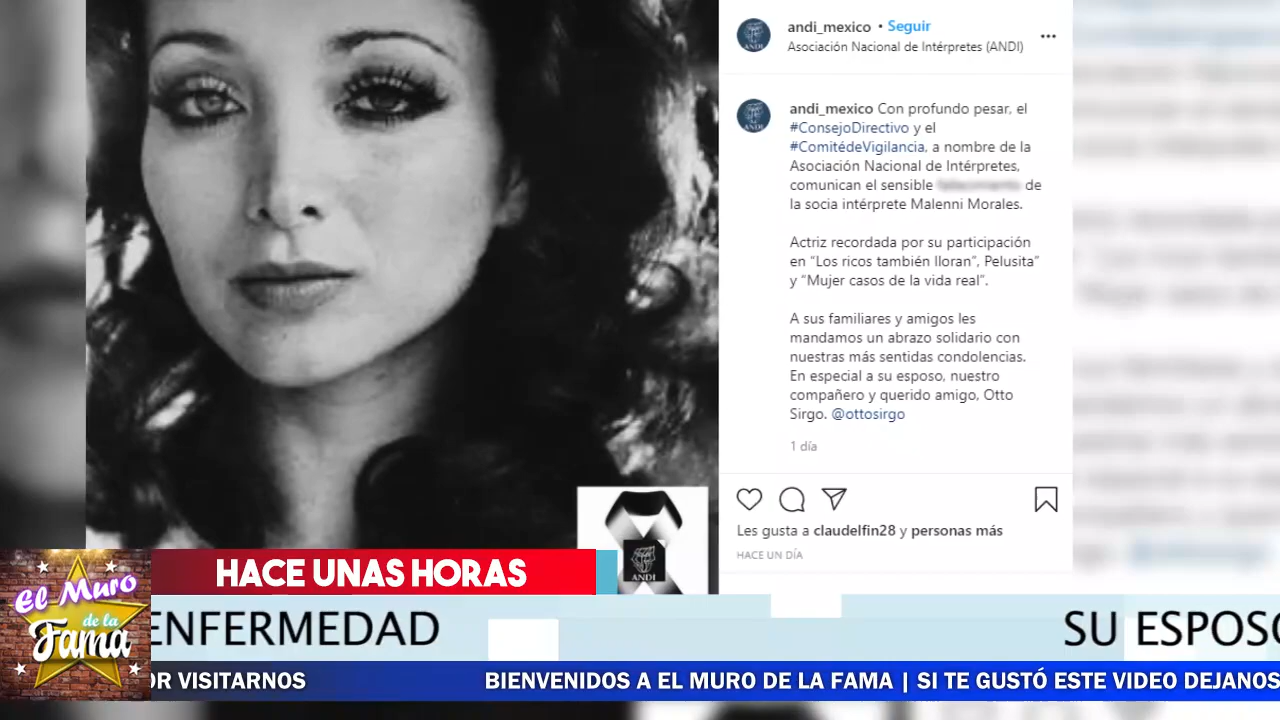 andi_mexico • Seguir
Asociación Nacional de Intérpretes (ANDI)
andi_mexico Con profundo pesar, el
#ConsejoDirectivo y el
#ComitédeVigilancia, a nombre de la
Asociación Nacional de Intérpretes,
comunican el sensible de
la socia intérprete Malenni Morales.
Actriz recordada por su participación
en "Los ricos también lloran", Pelusita"
y "Mujer casos de la vida real".
A sus familiares y amigos les
mandamos un abrazo solidario con
nuestras más sentidas condolencias.
En especial a su esposo, nuestro
compañero y querido amigo, Otto
Sirgo. @ottosirgo
1 día
Les gusta a claudelfin28 y personas más
HACE UN DÍA
ANDI
HACE UNAS HORAS
El Muro
de la
Fama
ENFERMEDAD
SU ESPOSO
OR VISITARNOS
BIENVENIDOS A EL MURO DE LA FAMA | SI TE GUSTÓ ESTE VIDEO DEJANOS